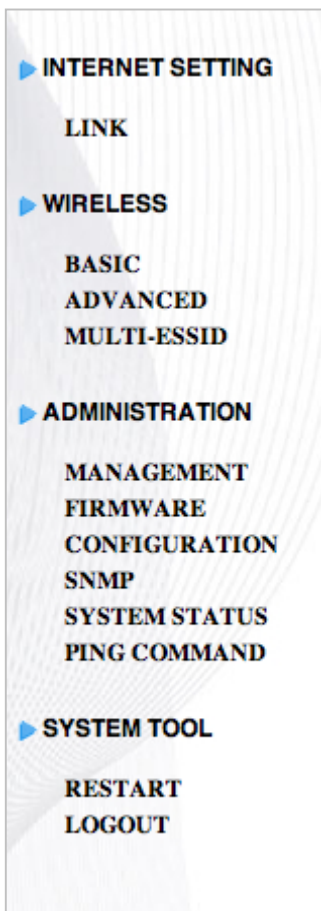 INTERNET SETTING
LINK
WIRELESS
BASIC
ADVANCED
MULTI-ESSID
ADMINISTRATION
MANAGEMENT
FIRMWARE
CONFIGURATION
SNMP
SYSTEM STATUS
PING COMMAND
SYSTEM TOOL
RESTART
LOGOUT